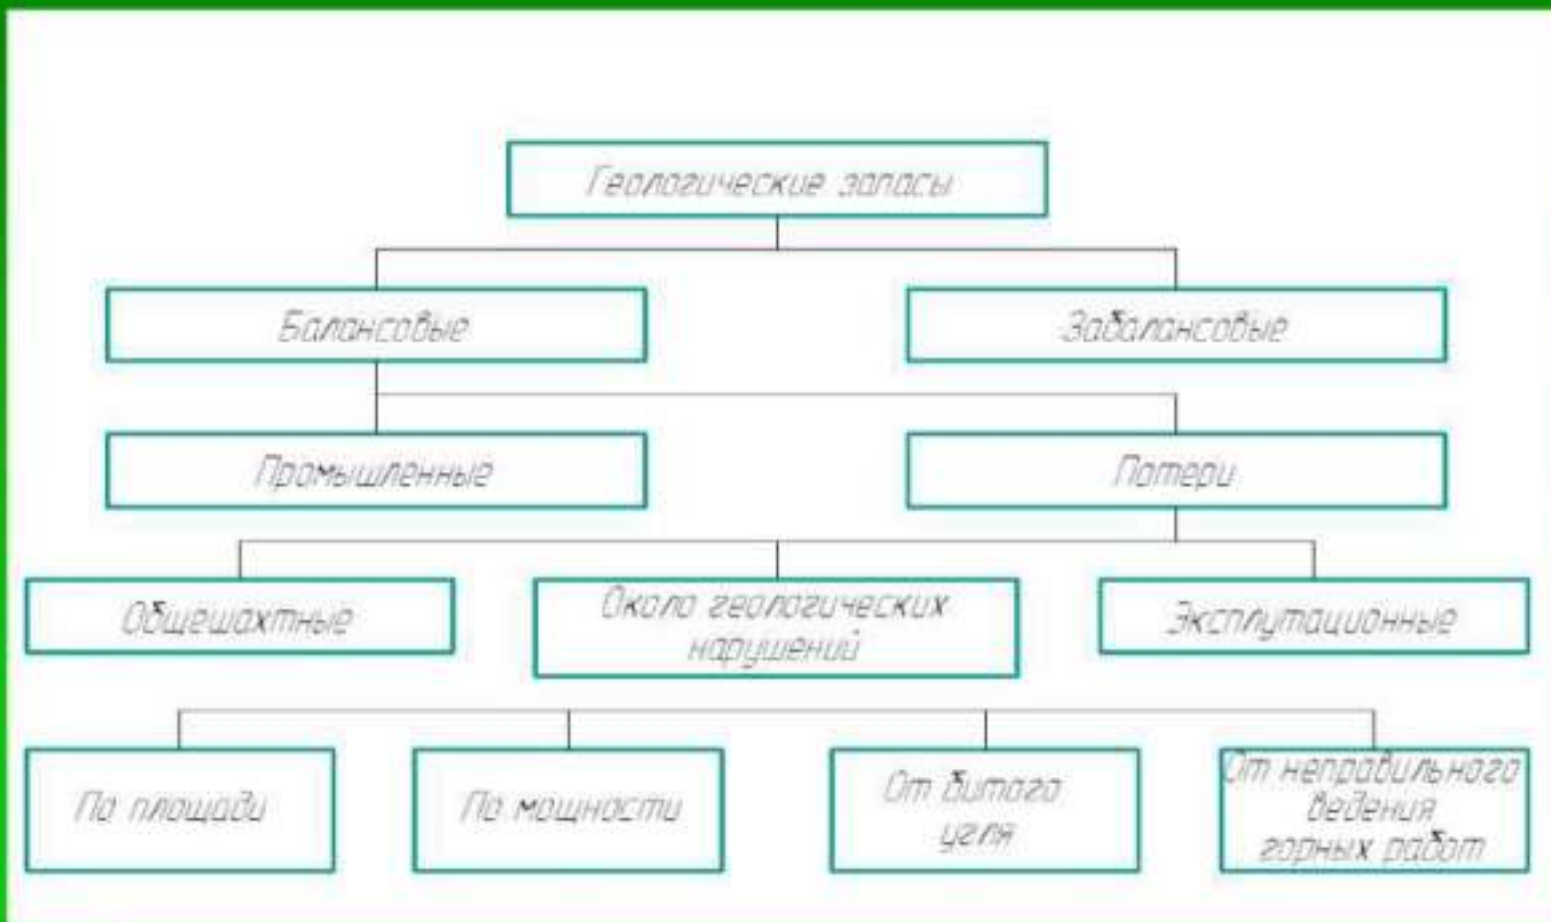 Геологические запасы
Балансовые
Забалансовые
Промышленные
Потери
Общешахтные
Около геологических
нарушений
Эксплутационные
По площади
По мощности
От битого
угля
От неправильного
ведения
горных работ